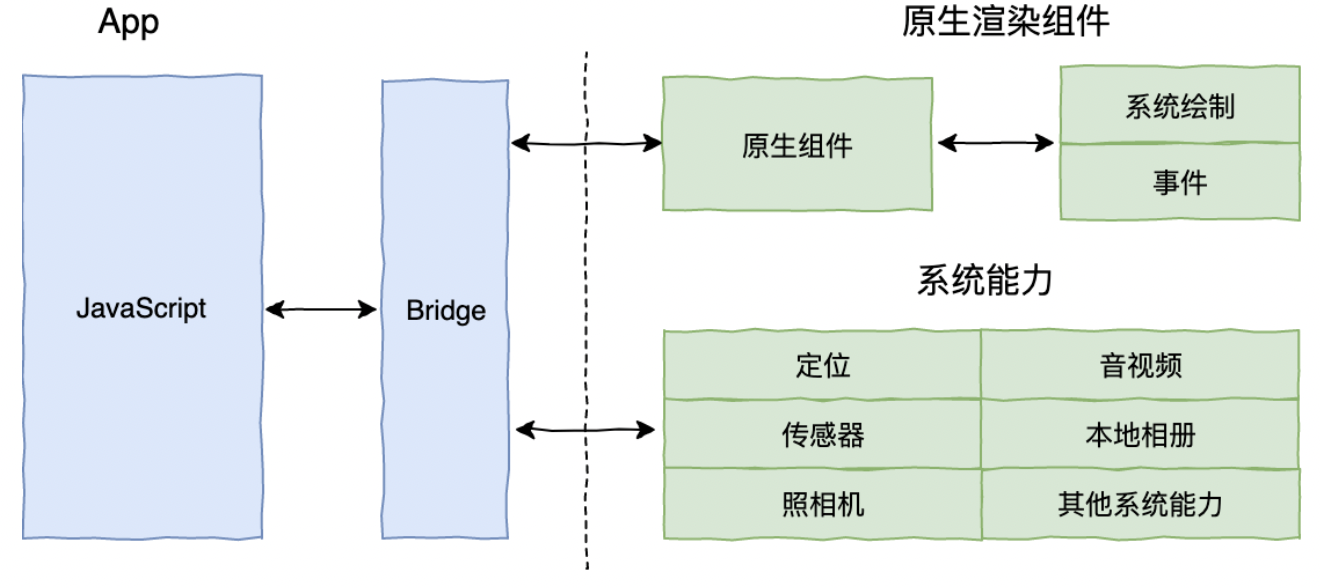 App
原生渲染组件
JavaScript
Bridge
原生组件
系统绘制
事件
系统能力
定位
音视频
传感器
本地相册
照相机
其他系统能力